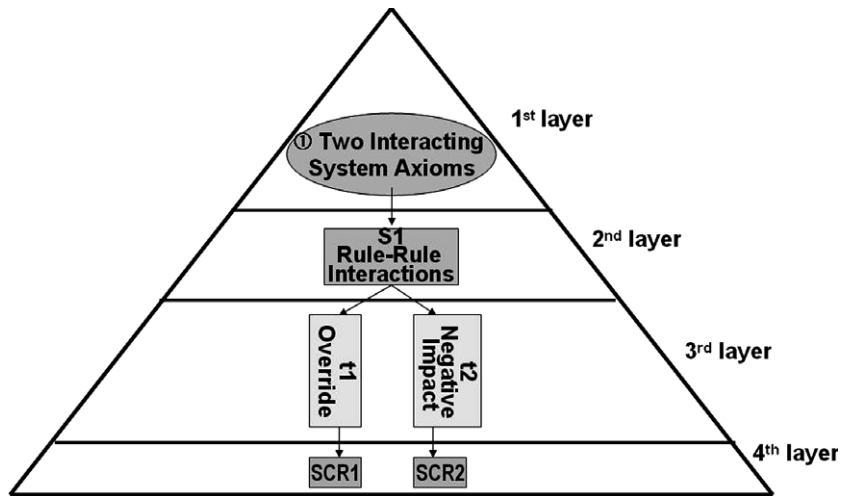 1st layer
① Two Interacting
System Axioms
2nd layer
S1
Rule-Rule
Interactions
3rd layer
t1
Override
t2
Negative
Impact
4th layer
SCR1
SCR2